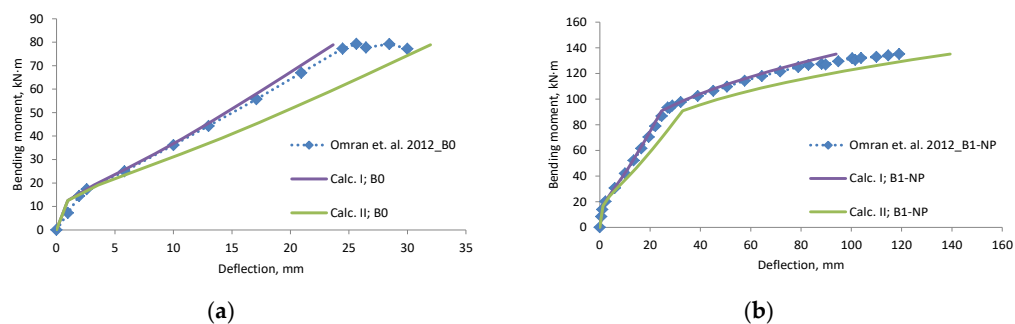 Bending moment, kN·m
90
80
70
60
50
40
30
20
10
0
0 5 10 15 20 25 30 35
Deflection, mm
Omran et. al. 2012_B0
Calc. I; B0
Calc. II; B0
(a)
Bending moment, kN·m
160
140
120
100
80
60
40
20
0
0 20 40 60 80 100 120 140 160
Deflection, mm
Omran et. al. 2012_B1-NP
Calc. I; B1-NP
Calc. II; B1-NP
(b)